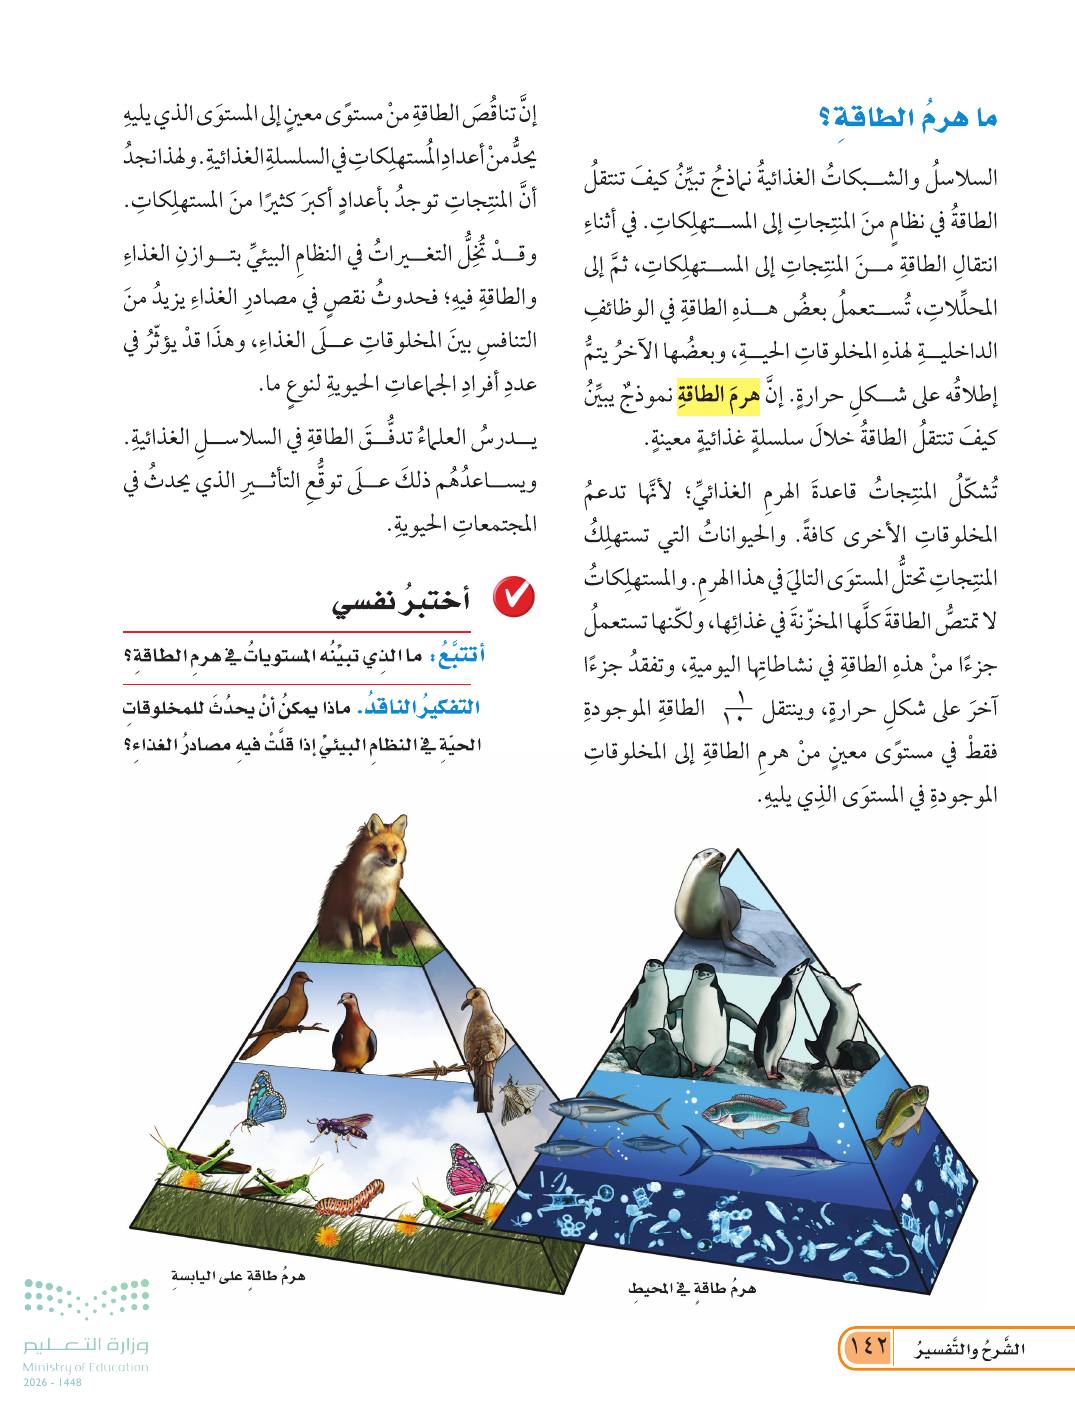 ما هرمُ الطاقةِ؟
السلاسلُ والشبكاتُ الغذائيةُ نماذجُ تبيِّنُ كيفَ تنتقلُ
الطاقةُ في نظامٍ منَ المنتِجاتِ إلى المستهلِكاتِ. في أثناءِ
انتقالِ الطاقةِ منَ المنتِجاتِ إلى المستهلِكاتِ، ثمَّ إلى
المحلِّلاتِ، تُستعملُ بعضُ هذهِ الطاقةِ في الوظائفِ
الداخليةِ لهذهِ المخلوقاتِ الحيةِ، وبعضُها الآخرُ يتمُّ
إطلاقُه على شكلِ حرارةٍ. إنَّ هرمَ الطاقةِ نموذجٌ يبيِّنُ
كيفَ تنتقلُ الطاقةُ خلالَ سلسلةٍ غذائيةٍ معينةٍ.
تُشكّلُ المنتِجاتُ قاعدةَ الهرمِ الغذائيِّ؛ لأنَّها تدعمُ
المخلوقاتِ الأخرى كافةً. والحيواناتُ التي تستهلِكُ
المنتِجاتِ تحتلُّ المستوَى التاليَ في هذا الهرمِ. والمستهلِكاتُ
لا تمتصُّ الطاقةَ كلَّها المخزّنةَ في غذائِها، ولكنّها تستعملُ
جزءًا منْ هذهِ الطاقةِ في نشاطاتِها اليوميةِ، وتفقدُ جزءًا
آخرَ على شكلِ حرارةٍ، وينتقل ١/١٠ الطاقةِ الموجودةِ
فقطْ في مستوًى معينٍ منْ هرمِ الطاقةِ إلى المخلوقاتِ
الموجودةِ في المستوَى الذِي يليهِ.
إنَّ تناقُصَ الطاقةِ منْ مستوًى معينٍ إلى المستوَى الذي يليهِ
يحدُّ منْ أعدادِ المُستهلِكاتِ في السلسلةِ الغذائيةِ. ولهذا نجدُ
أنَّ المنتِجاتِ توجدُ بأعدادٍ أكبرَ كثيرًا منَ المستهلِكاتِ.
وقدْ تُخِلُّ التغيراتُ في النظامِ البيئيِّ بتوازنِ الغذاءِ
والطاقةِ فيهِ؛ فحدوثُ نقصٍ في مصادرِ الغذاءِ يزيدُ منَ
التنافسِ بينَ المخلوقاتِ علَى الغذاءِ، وهذَا قدْ يؤثّرُ في
عددِ أفرادِ الجماعاتِ الحيويةِ لنوعٍ ما.
يدرسُ العلماءُ تدفُّقَ الطاقةِ في السلاسلِ الغذائيةِ.
ويساعدُهُم ذلكَ علَى توقُّعِ التأثيرِ الذي يحدثُ في
المجتمعاتِ الحيويةِ.
أختبرُ نفسي
أتتبَّعُ: ما الذِي تبيِّنُه المستوياتُ في هرمِ الطاقةِ؟
التفكيرُ الناقدُ. ماذا يمكنُ أنْ يحدُثَ للمخلوقاتِ
الحيّةِ في النظامِ البيئيِّ إذا قلَّتْ فيهِ مصادرُ الغذاءِ؟
هرمُ طاقةٍ على اليابسةِ
هرمُ طاقةٍ في المحيطِ
وزارة التعليم
Ministry of Education
2026 - 1448
الشَّرحُ والتَّفسيرُ ١٤٢